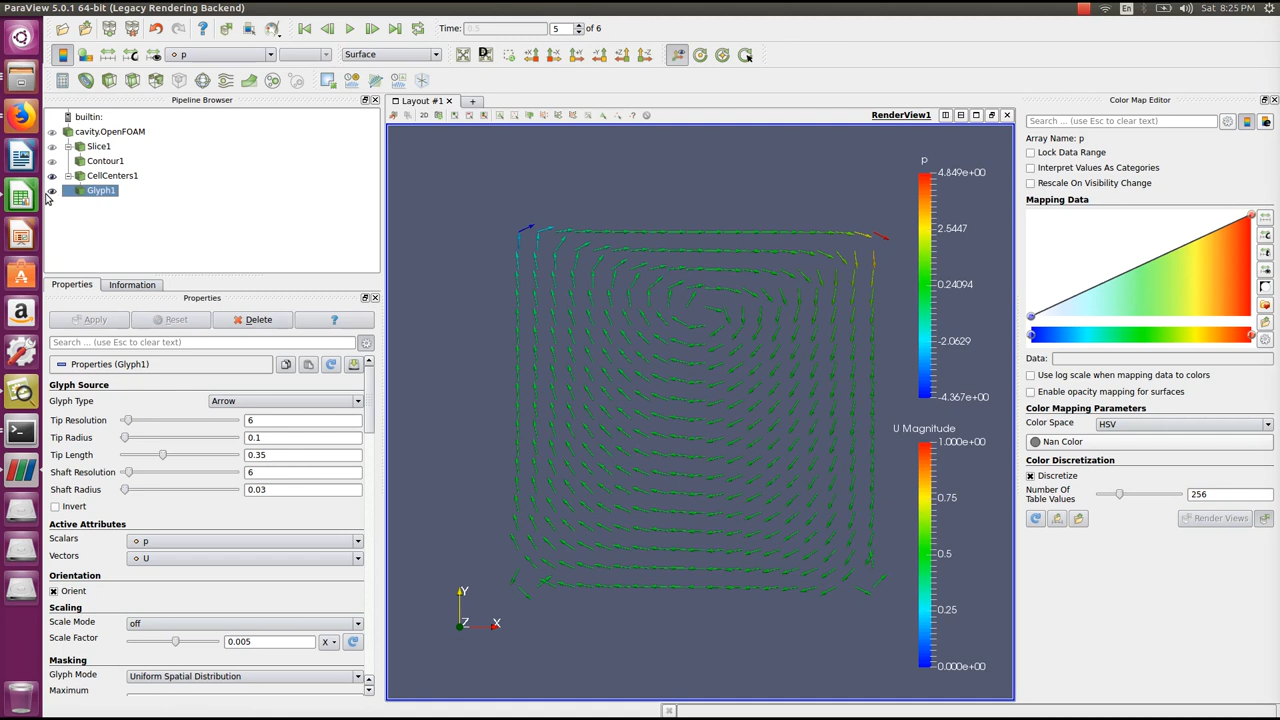 ParaView 5.0.1 64-bit (Legacy Rendering Backend)
En
Sat 8:25 PM
Time: 0.5 5 of 6
p
Surface
Pipeline Browser
Layout #1
Color Map Editor
builtin:
cavity.OpenFOAM
Slice1
Contour1
CellCenters1
Glyph1
2D
RenderView1
Search ... (use Esc to clear text)
Array Name: p
Lock Data Range
Interpret Values As Categories
Rescale On Visibility Change
Mapping Data
Data:
Use log scale when mapping data to colors
Enable opacity mapping for surfaces
Color Mapping Parameters
Color Space HSV
Nan Color
Color Discretization
Discretize
Number Of
Table Values 256
Render Views
p
4.849e+00
2.5447
0.24094
-2.0629
-4.367e+00
U Magnitude
1.000e+00
0.75
0.5
0.25
0.000e+00
Y
Z
X
Properties
Information
Properties
Apply
Reset
Delete
?
Search ... (use Esc to clear text)
Properties (Glyph1)
Glyph Source
Glyph Type Arrow
Tip Resolution 6
Tip Radius 0.1
Tip Length 0.35
Shaft Resolution 6
Shaft Radius 0.03
Invert
Active Attributes
Scalars p
Vectors U
Orientation
Orient
Scaling
Scale Mode off
Scale Factor 0.005 X
Masking
Glyph Mode Uniform Spatial Distribution
Maximum